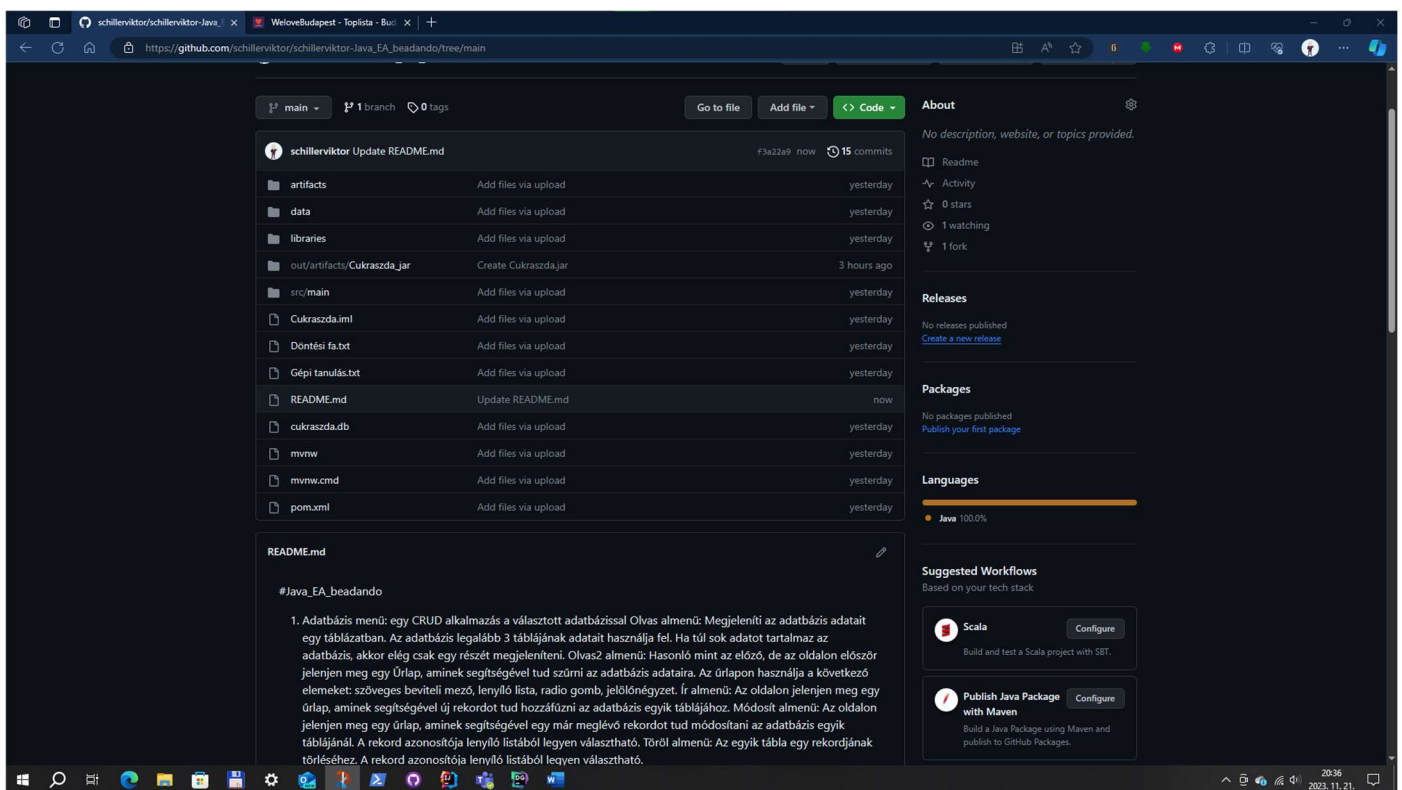 schillerviktor/schillerviktor-Java_E
WeloveBudapest - Toplista - Bud
https://github.com/schillerviktor/schillerviktor-Java_EA_beadando/tree/main
main
1 branch
0 tags
Go to file
Add file
Code
schillerviktor Update README.md
f3a22a9 now
15 commits
artifacts Add files via upload yesterday
data Add files via upload yesterday
libraries Add files via upload yesterday
out/artifacts/Cukraszda_jar Create Cukraszda.jar 3 hours ago
src/main Add files via upload yesterday
Cukraszda.iml Add files via upload yesterday
Döntési fa.txt Add files via upload yesterday
Gépi tanulás.txt Add files via upload yesterday
README.md Update README.md now
cukraszda.db Add files via upload yesterday
mvnw Add files via upload yesterday
mvnw.cmd Add files via upload yesterday
pom.xml Add files via upload yesterday
README.md
#Java_EA_beadando
1. Adatbázis menü: egy CRUD alkalmazás a választott adatbázissal Olvas almenü: Megjeleníti az adatbázis adatait
egy táblázatban. Az adatbázis legalább 3 táblájának adatait használja fel. Ha túl sok adatot tartalmaz az
adatbázis, akkor elég csak egy részét megjeleníteni. Olvas2 almenü: Hasonló mint az előző, de az oldalon először
jelenjen meg egy Űrlap, aminek segítségével tud szűrni az adatbázis adataira. Az űrlapon használja a következő
elemeket: szöveges beviteli mező, lenyíló lista, radio gomb, jelölőnégyzet. Ír almenü: Az oldalon jelenjen meg egy
űrlap, aminek segítségével új rekordot tud hozzáfűzni az adatbázis egyik táblájához. Módosít almenü: Az oldalon
jelenjen meg egy űrlap, aminek segítségével egy már meglévő rekordot tud módosítani az adatbázis egyik
táblájánál. A rekord azonosítója lenyíló listából legyen választható. Töröl almenü: Az egyik tábla egy rekordjának
törléséhez. A rekord azonosítója lenyíló listából legyen választható.
About
No description, website, or topics provided.
Readme
Activity
0 stars
1 watching
1 fork
Releases
No releases published
Create a new release
Packages
No packages published
Publish your first package
Languages
Java 100.0%
Suggested Workflows
Based on your tech stack
Scala
Configure
Build and test a Scala project with SBT.
Publish Java Package
with Maven
Configure
Build a Java Package using Maven and
publish to GitHub Packages.
20:36
2023. 11. 21.